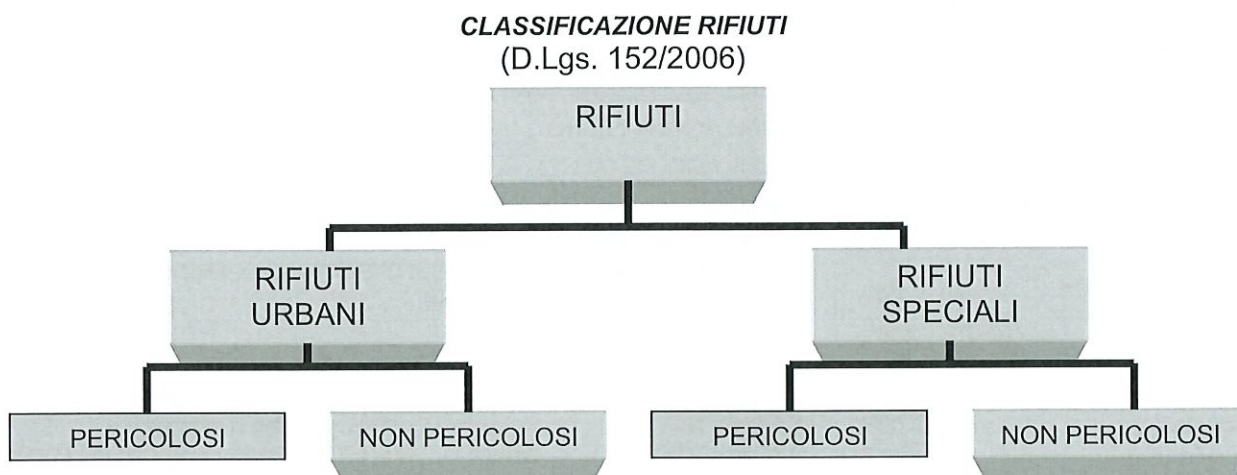 CLASSIFICAZIONE RIFIUTI
(D.Lgs. 152/2006)
RIFIUTI
RIFIUTI
URBANI
RIFIUTI
SPECIALI
PERICOLOSI
NON PERICOLOSI
PERICOLOSI
NON PERICOLOSI